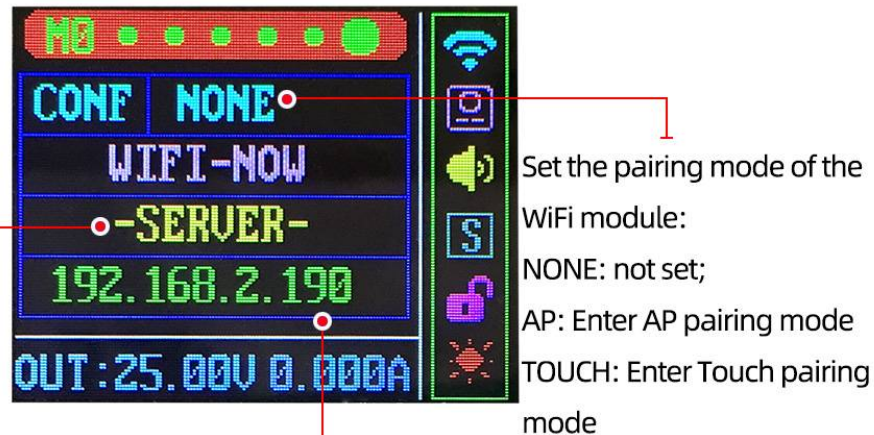 M0
CONF NONE
WIFI-NOW
-SERVER-
192.168.2.190
S
OUT:25.00V 0.000A
Set the pairing mode of the
WiFi module:
NONE: not set;
AP: Enter AP pairing mode
TOUCH: Enter Touch pairing
mode